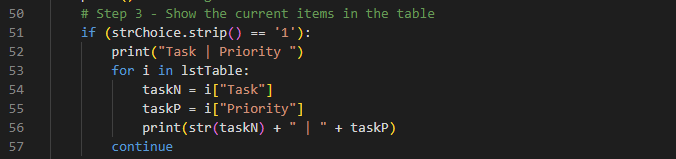 50 # Step 3 - Show the current items in the table
51 if (strChoice.strip() == '1'):
52 print("Task | Priority ")
53 for i in lstTable:
54 taskN = i["Task"]
55 taskP = i["Priority"]
56 print(str(taskN) + " | " + taskP)
57 continue